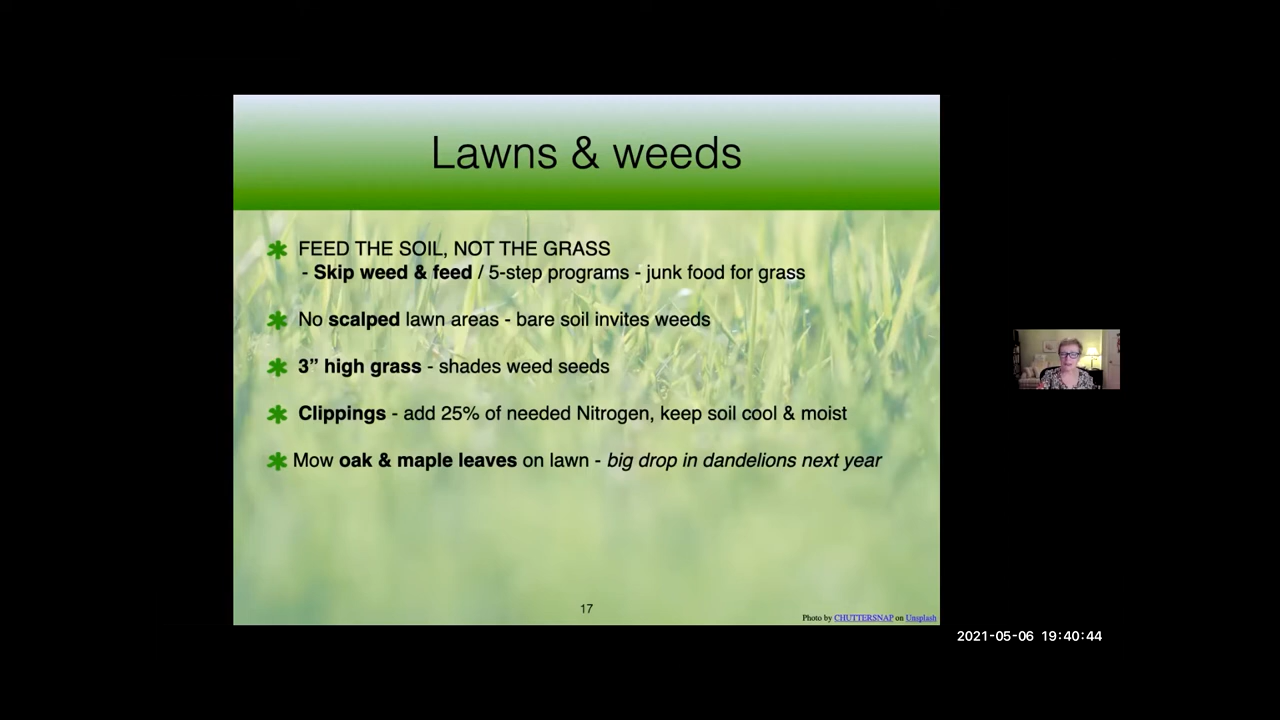 Lawns & weeds
FEED THE SOIL, NOT THE GRASS
- Skip weed & feed / 5-step programs - junk food for grass
No scalped lawn areas - bare soil invites weeds
3” high grass - shades weed seeds
Clippings - add 25% of needed Nitrogen, keep soil cool & moist
Mow oak & maple leaves on lawn - big drop in dandelions next year
17
Photo by CHUTTERSNAP on Unsplash
2021-05-06 19:40:44